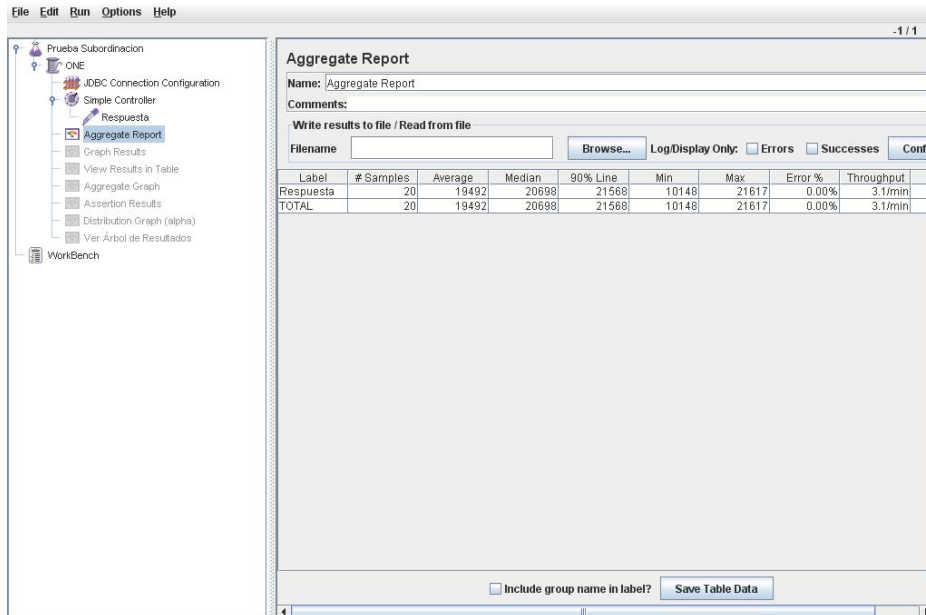 File Edit Run Options Help
-1 / 1
Prueba Subordinacion
ONE
JDBC Connection Configuration
Simple Controller
Respuesta
Aggregate Report
Graph Results
View Results in Table
Aggregate Graph
Assertion Results
Distribution Graph (alpha)
Ver Árbol de Resultados
WorkBench
Aggregate Report
Name: Aggregate Report
Comments:
Write results to file / Read from file
Filename Browse... Log/Display Only: Errors Successes Conf
Label # Samples Average Median 90% Line Min Max Error % Throughput
Respuesta 20 19492 20698 21568 10148 21617 0.00% 3.1/min
TOTAL 20 19492 20698 21568 10148 21617 0.00% 3.1/min
Include group name in label? Save Table Data